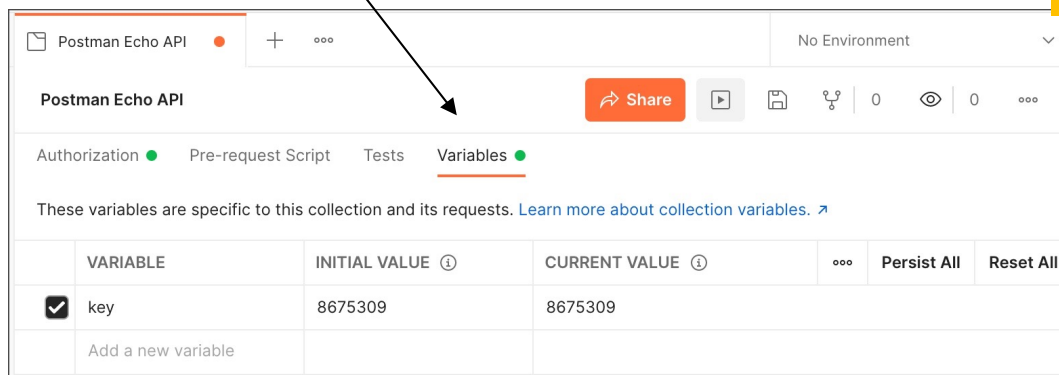 Postman Echo API
No Environment
Postman Echo API
Share
0
0
Authorization
Pre-request Script
Tests
Variables
These variables are specific to this collection and its requests. Learn more about collection variables. ↗
VARIABLE
INITIAL VALUE
CURRENT VALUE
Persist All
Reset All
key
8675309
8675309
Add a new variable